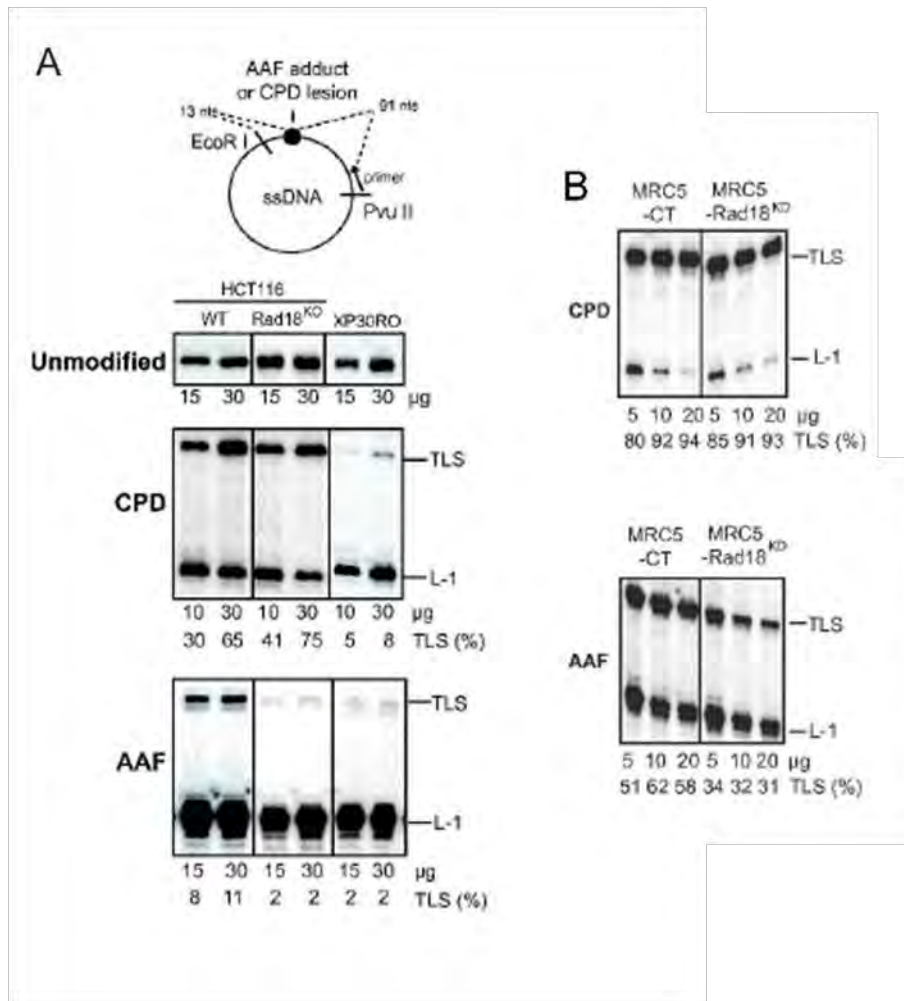 A
AAF adduct
or CPD lesion
13 nts
91 nts
EcoR I
primer
ssDNA
Pvu II
HCT116
WT Rad18KO XP30RO
Unmodified
15 30 15 30 15 30 µg
CPD
TLS
L-1
10 30 10 30 10 30 µg
30 65 41 75 5 8 TLS (%)
AAF
TLS
L-1
15 30 15 30 15 30 µg
8 11 2 2 2 2 TLS (%)
B
MRC5 MRC5
-CT -Rad18KD
CPD
TLS
L-1
5 10 20 5 10 20 µg
80 92 94 85 91 93 TLS (%)
MRC5 MRC5
-CT -Rad18KD
AAF
TLS
L-1
5 10 20 5 10 20 µg
51 62 58 34 32 31 TLS (%)